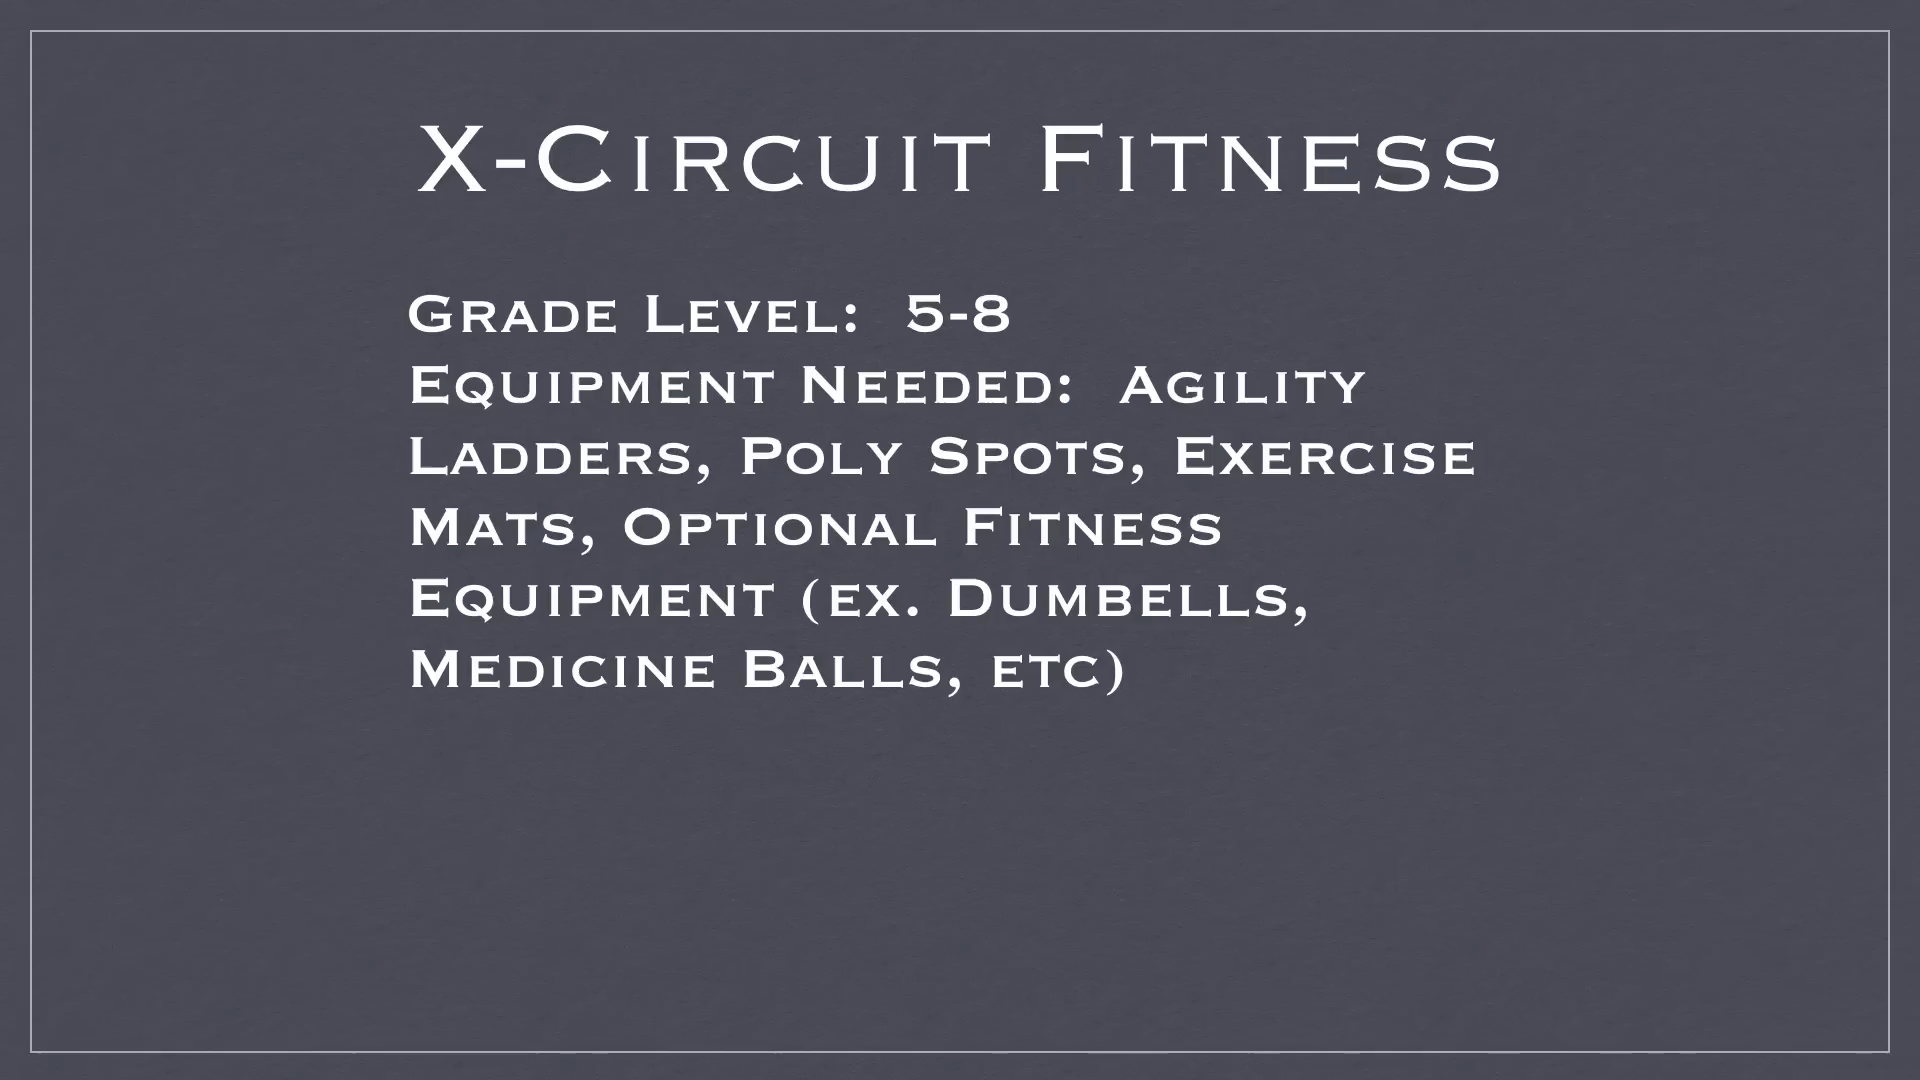 X-Circuit Fitness
Grade Level:  5-8
Equipment Needed:  Agility
Ladders, Poly Spots, Exercise
Mats, Optional Fitness
Equipment (ex. Dumbells,
Medicine Balls, etc)